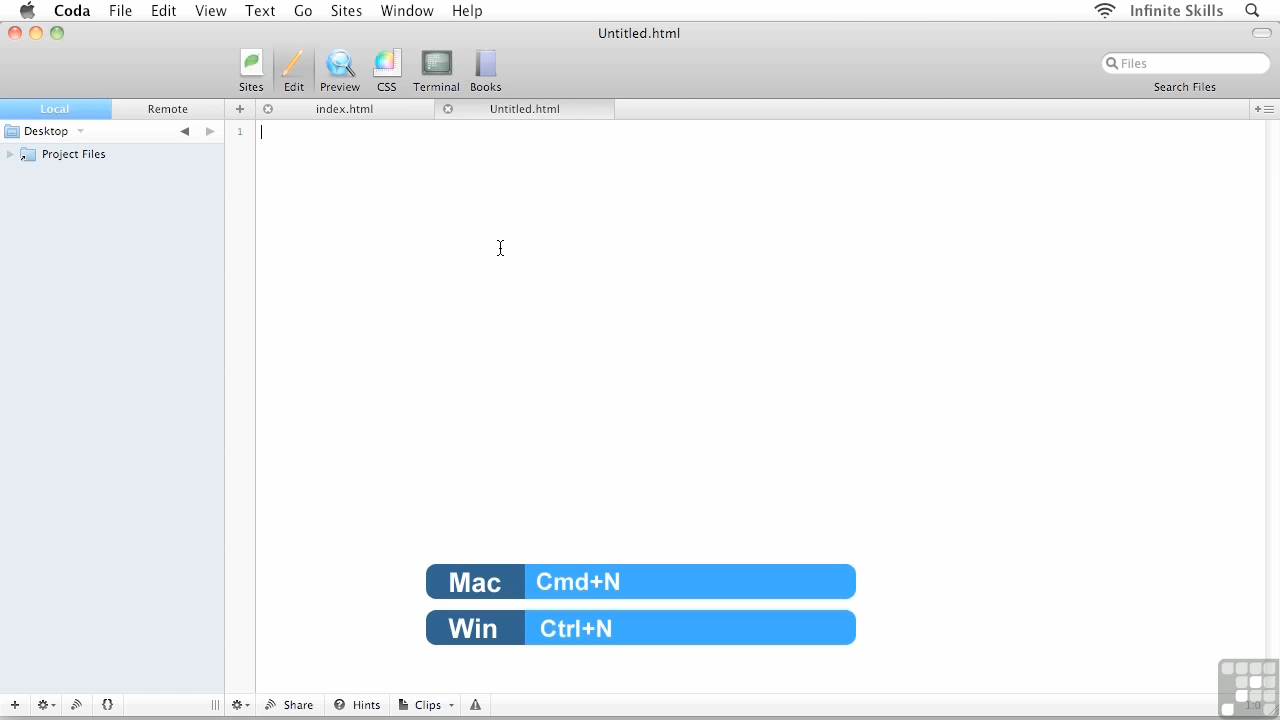 Coda File Edit View Text Go Sites Window Help Infinite Skills
Untitled.html
Sites Edit Preview CSS Terminal Books Files
Search Files
Local Remote + index.html Untitled.html
Desktop 1
Project Files
Mac Cmd+N
Win Ctrl+N
Share Hints Clips 1:0